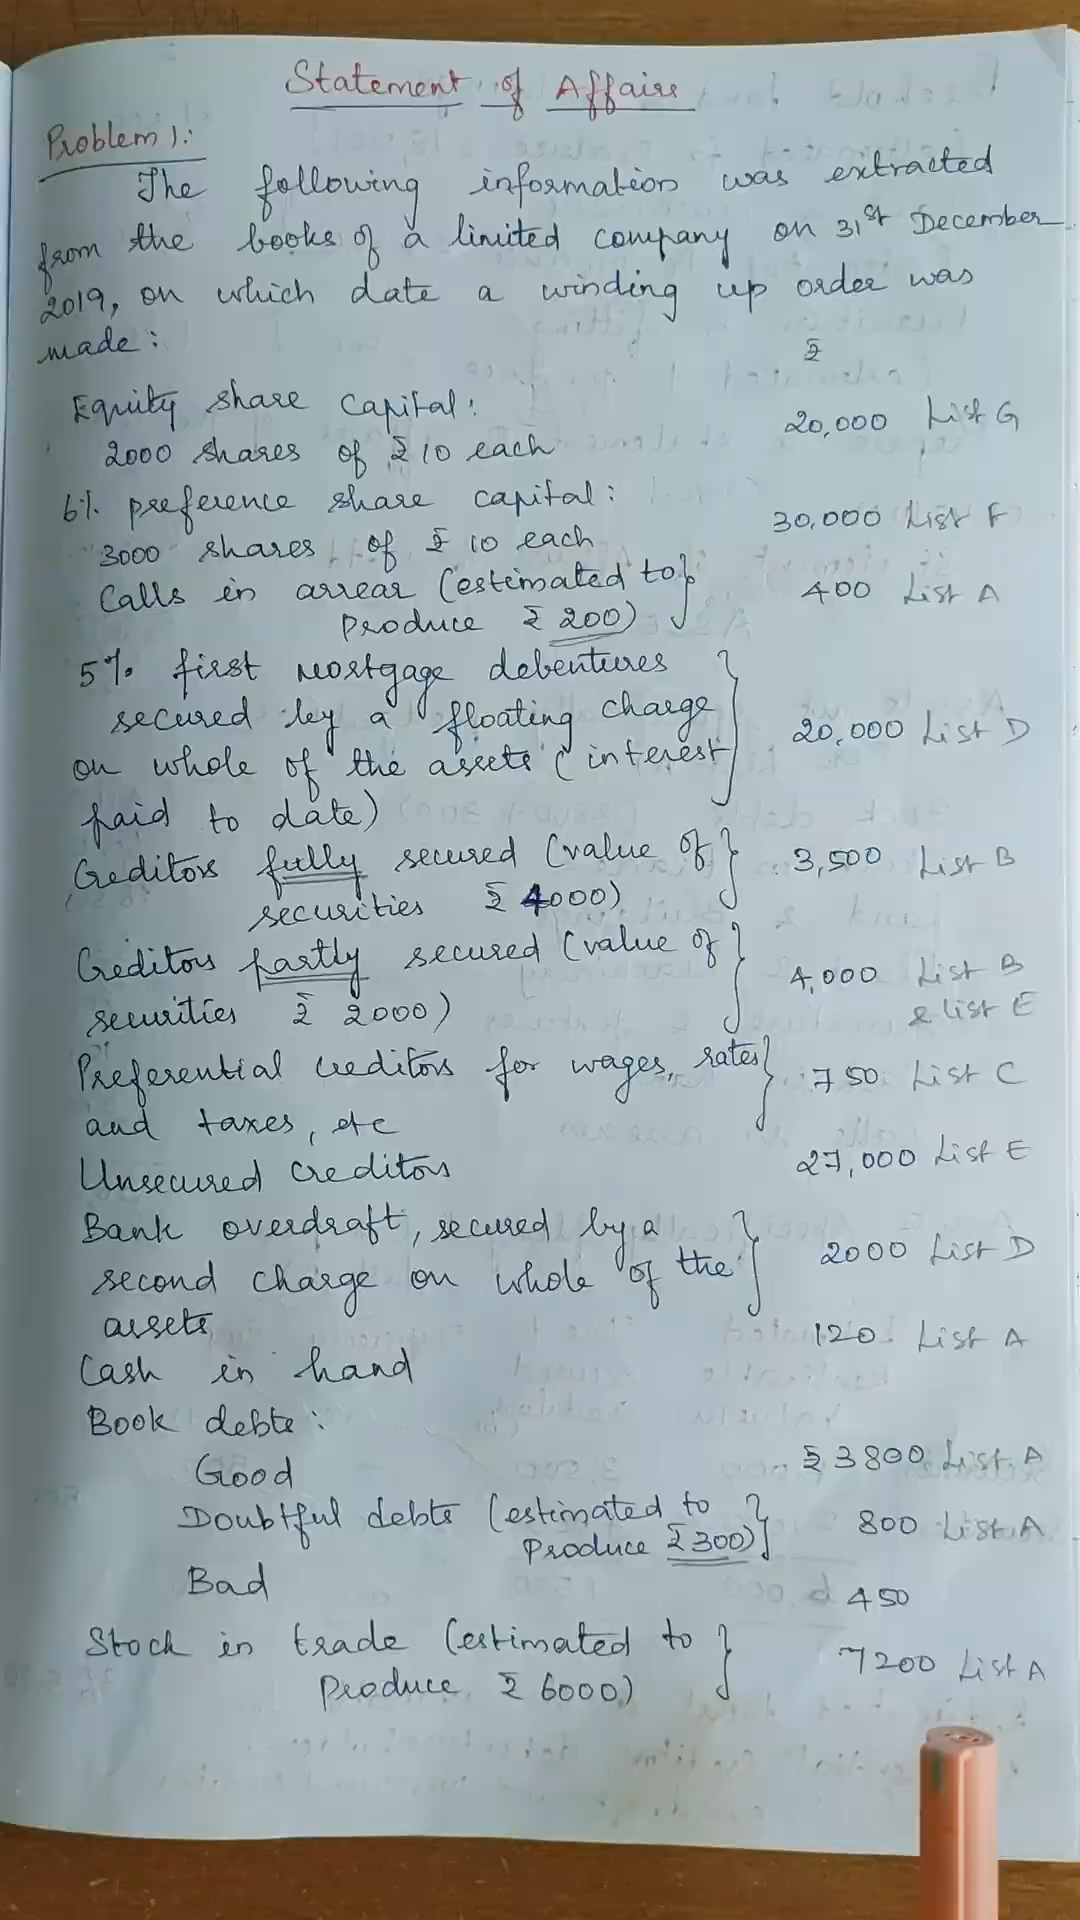 Statement of Affairs
Problem 1:
The following information was extracted
from the books of a limited company on 31st December
2019, on which date a winding up order was
made:
₹
Equity share capital:
2000 shares of ₹ 10 each 20,000 List G
6% preference share capital:
3000 shares of ₹ 10 each 30,000 List F
Calls in arrear (estimated to
produce ₹ 200) 400 List A
5% first mortgage debentures
secured by a floating charge
on whole of the assets (interest 20,000 List D
paid to date)
Creditors fully secured (value of
securities ₹ 4000) 3,500 List B
Creditors partly secured (value of
securities ₹ 2000) 4,000 List B
& List E
Preferential creditors for wages, rates
and taxes, etc 750 List C
Unsecured creditors 27,000 List E
Bank overdraft, secured by a
second charge on whole of the 2000 List D
assets
Cash in hand 120 List A
Book debts:
Good ₹ 3800 List A
Doubtful debts (estimated to
Produce ₹ 300) 800 List A
Bad 450
Stock in trade (estimated to
Produce ₹ 6000) 7200 List A